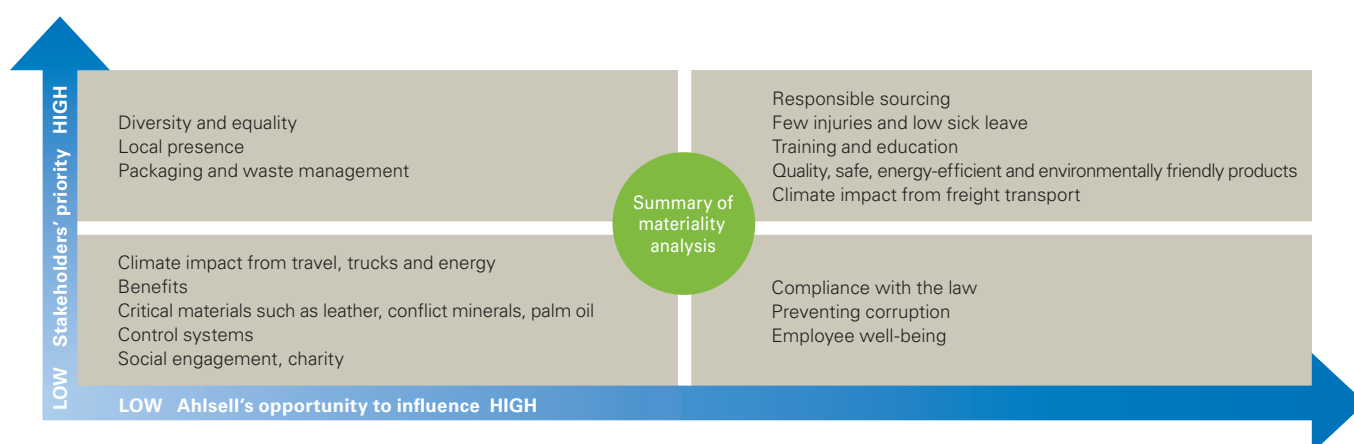 LOW Stakeholders’ priority HIGH
Diversity and equality
Local presence
Packaging and waste management
Responsible sourcing
Few injuries and low sick leave
Training and education
Quality, safe, energy-efficient and environmentally friendly products
Climate impact from freight transport
Summary of
materiality
analysis
Climate impact from travel, trucks and energy
Benefits
Critical materials such as leather, conflict minerals, palm oil
Control systems
Social engagement, charity
Compliance with the law
Preventing corruption
Employee well-being
LOW Ahlsell’s opportunity to influence HIGH